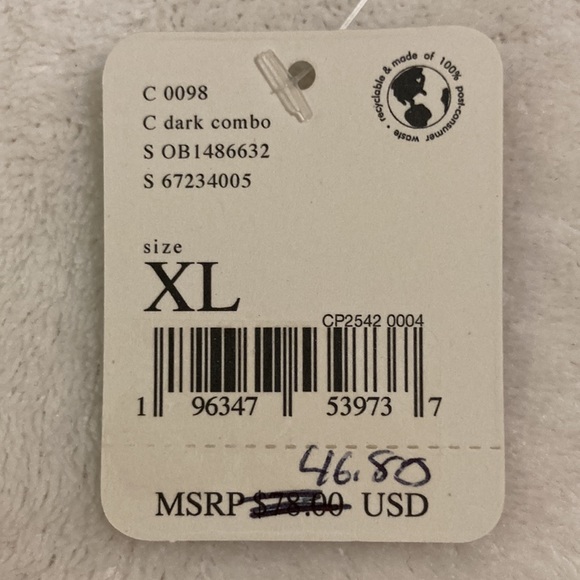 recyclable & made of 100% post-consumer waste •
C 0098
C dark combo
S OB1486632
S 67234005
size
XL
CP2542 0004
1 96347 53973 7
46.80
MSRP $78.00 USD